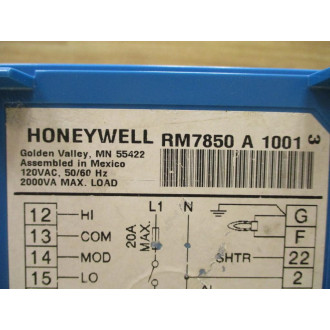 HONEYWELL RM7850 A 1001 3
Golden Valley, MN 55422
Assembled in Mexico
120VAC, 50/60 Hz
2000VA MAX. LOAD
L1 N
12 HI G
13 COM 20A MAX. F
14 MOD SHTR 22
15 LO 2